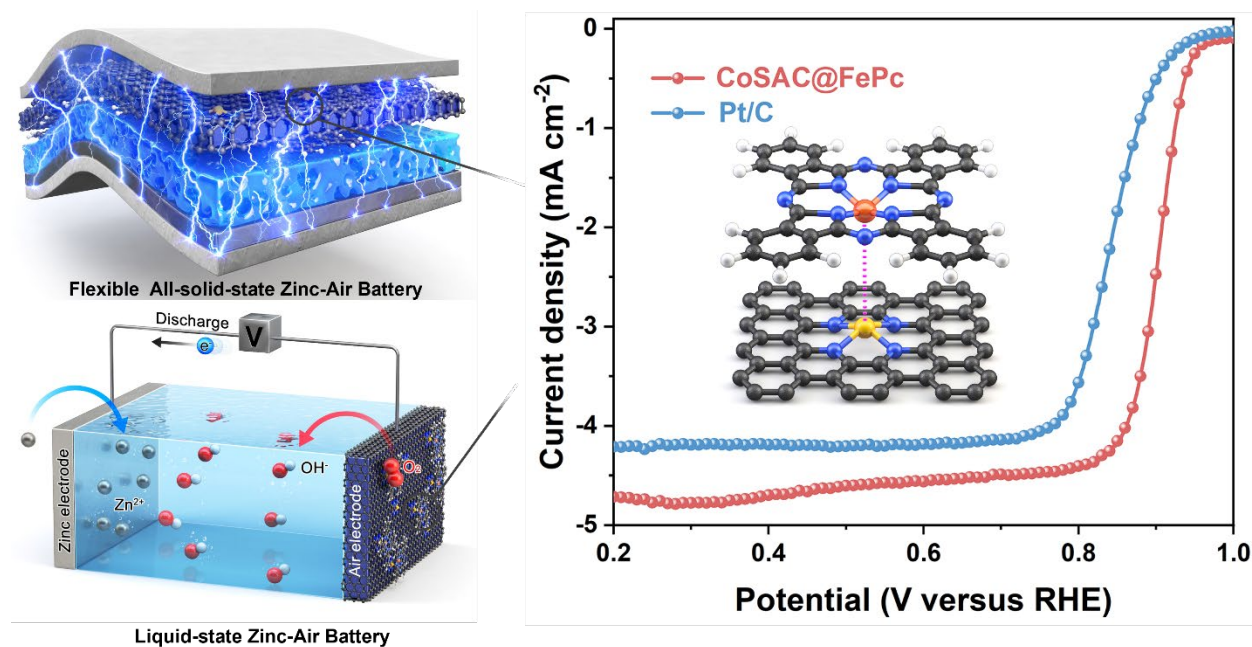 Flexible All-solid-state Zinc-Air Battery
Discharge
V
e⁻
OH⁻
O₂
Zn²⁺
Zinc electrode
Air electrode
Liquid-state Zinc-Air Battery
CoSAC@FePc
Pt/C
Current density (mA cm⁻²)
0
-1
-2
-3
-4
-5
0.2 0.4 0.6 0.8 1.0
Potential (V versus RHE)